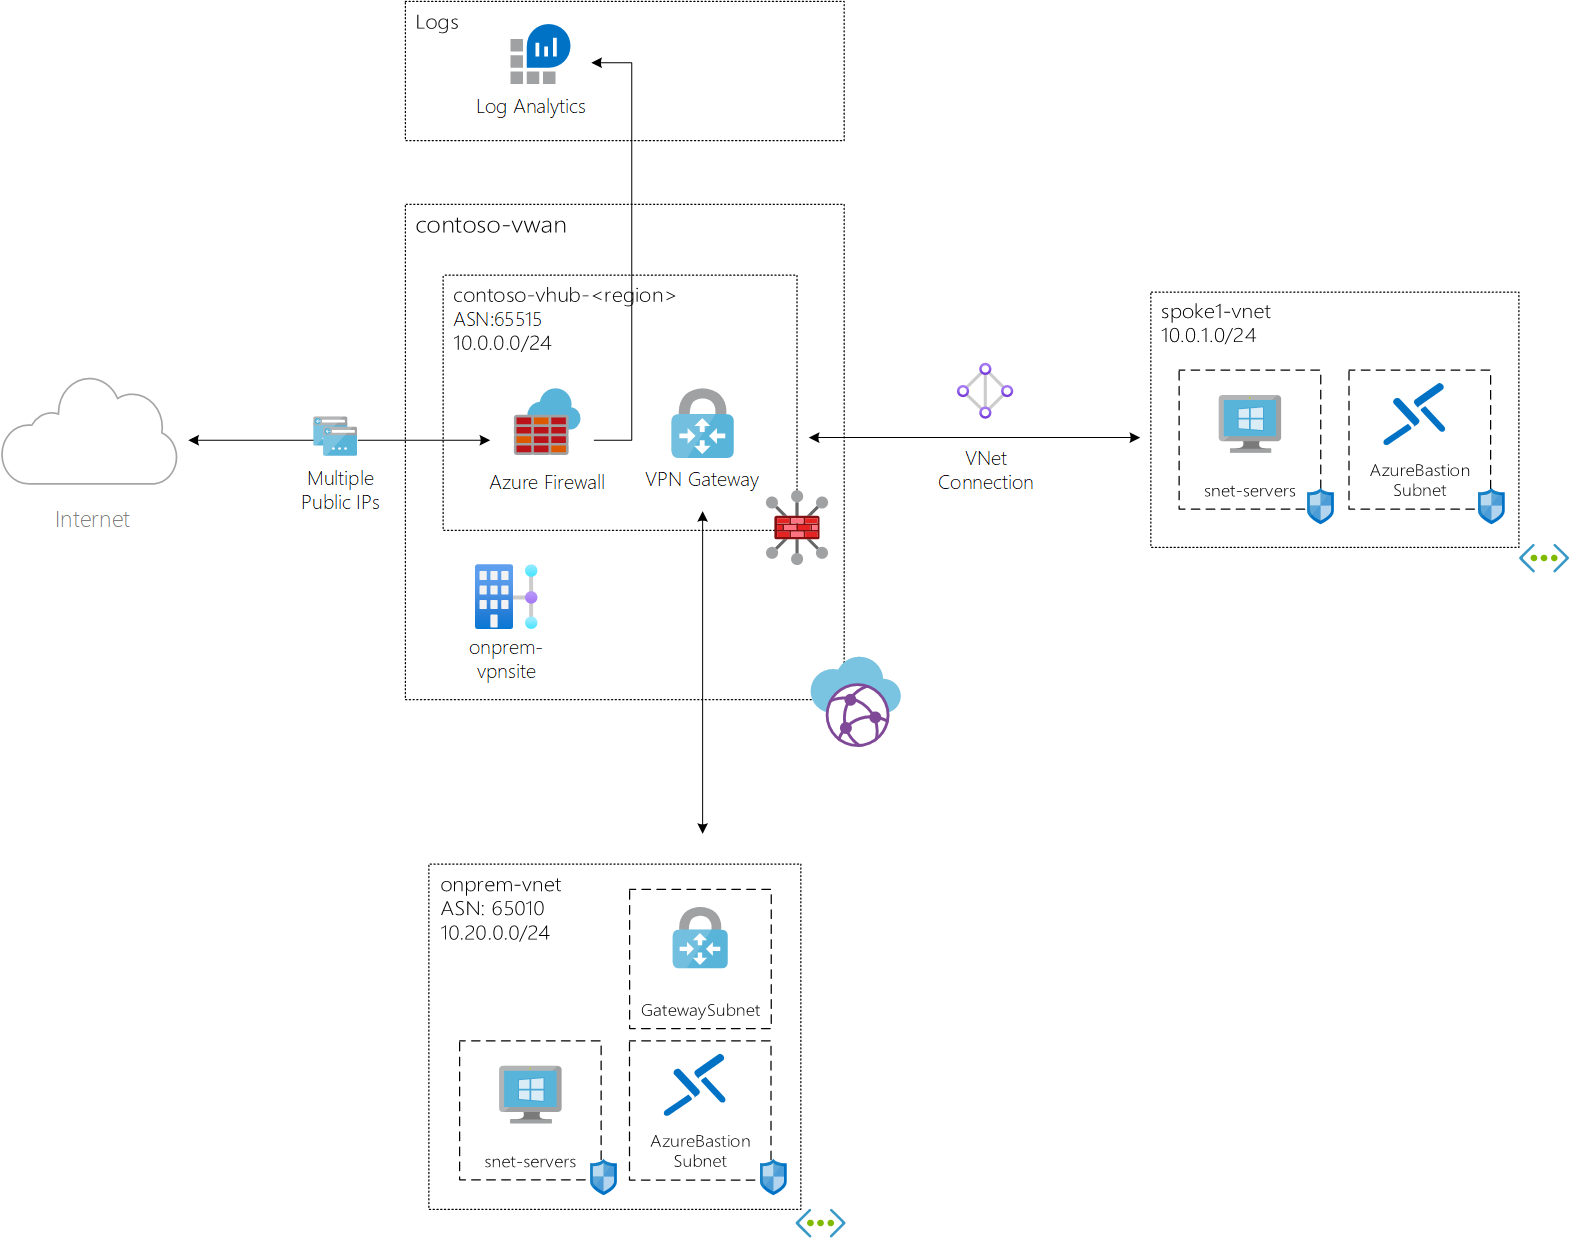 Logs
Log Analytics
contoso-vwan
contoso-vhub-<region>
ASN:65515
10.0.0.0/24
Azure Firewall
VPN Gateway
Multiple
Public IPs
Internet
VNet
Connection
spoke1-vnet
10.0.1.0/24
snet-servers
AzureBastion
Subnet
onprem-
vpnsite
onprem-vnet
ASN: 65010
10.20.0.0/24
GatewaySubnet
snet-servers
AzureBastion
Subnet